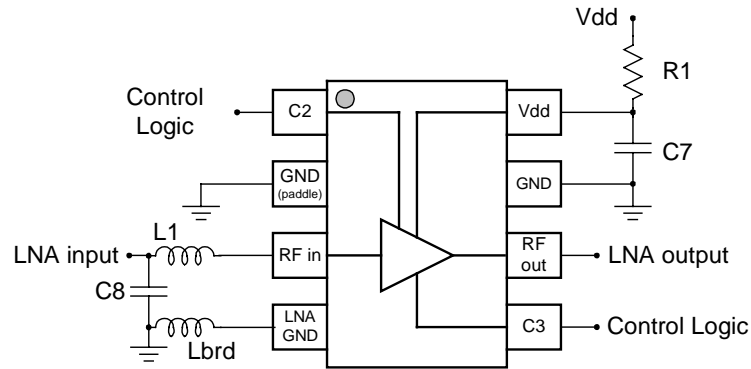 Vdd
R1
Control
Logic
C2
Vdd
C7
GND
(paddle)
GND
L1
LNA input
RF in
RF
out
LNA output
C8
LNA
GND
Lbrd
C3
Control Logic